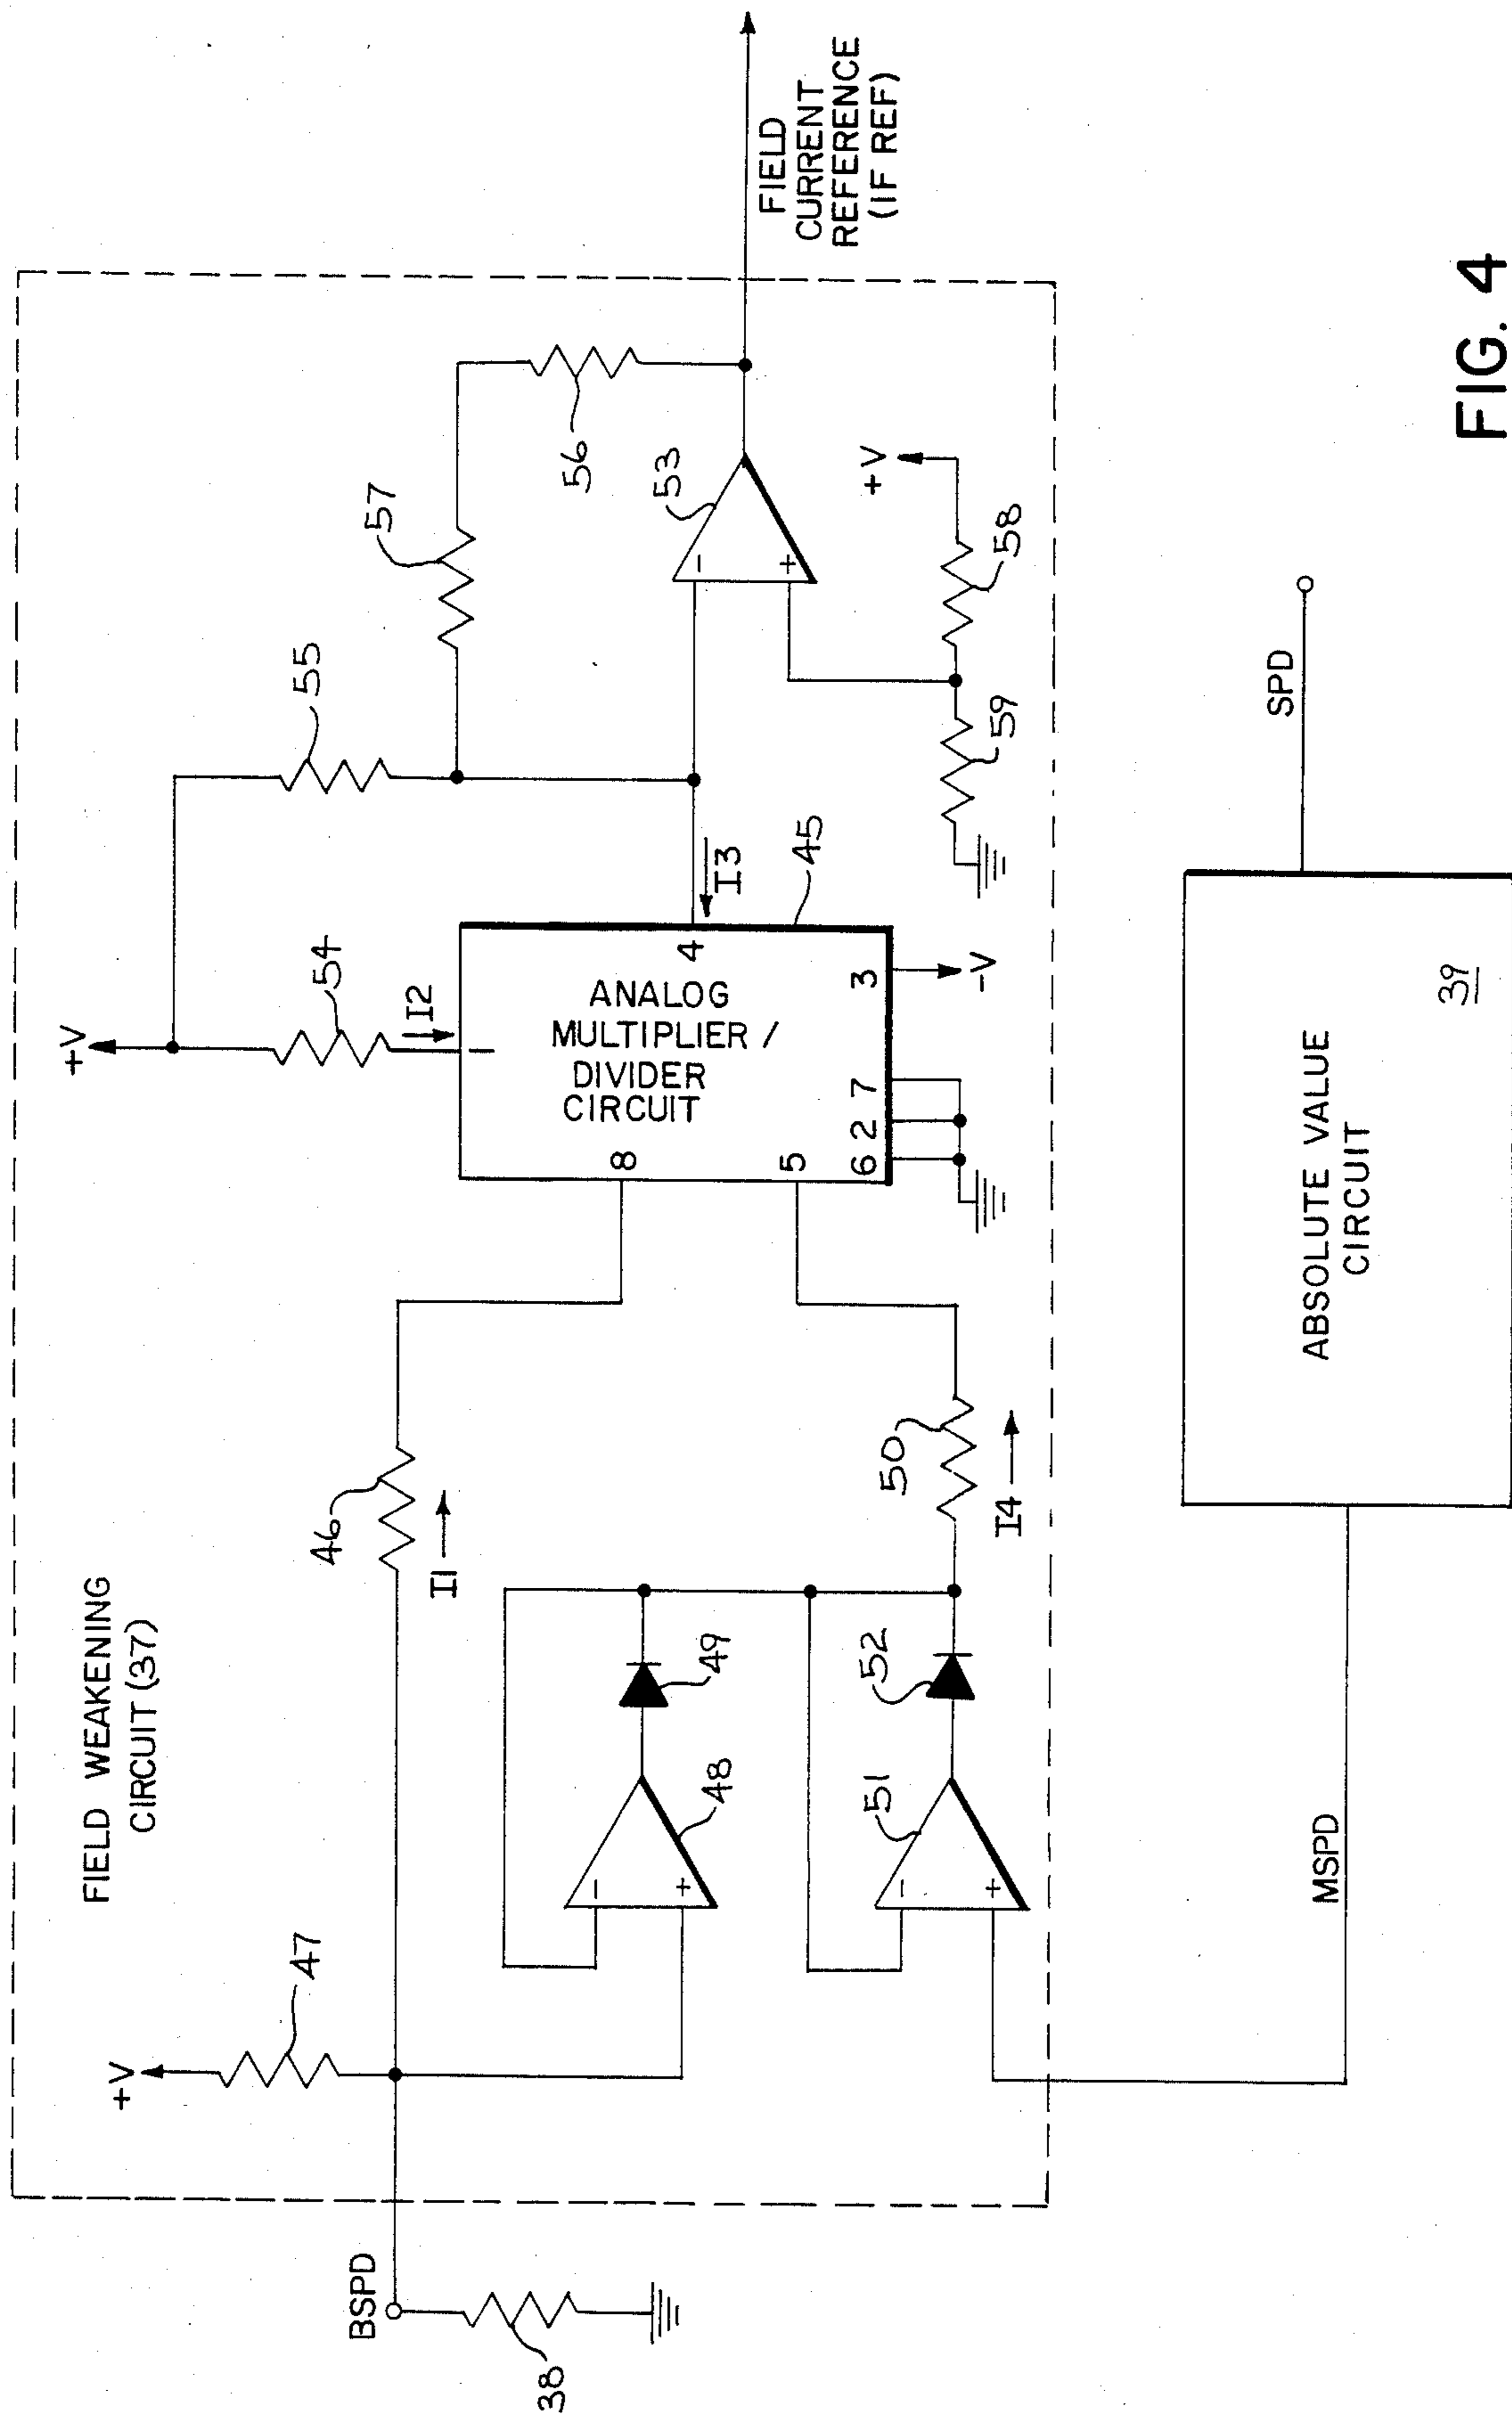 FIELD WEAKENING
CIRCUIT (37)
+V
47
BSPD
38
46
I1
48
-
+
49
51
-
+
52
50
I4
+V
54
I2
55
57
56
1
8
5
4
3
6 2 7
ANALOG
MULTIPLIER /
DIVIDER
CIRCUIT
45
I3
-V
53
-
+
+V
58
59
FIELD
CURRENT
REFERENCE
(IF REF)
MSPD
ABSOLUTE VALUE
CIRCUIT
39
SPD
FIG. 4